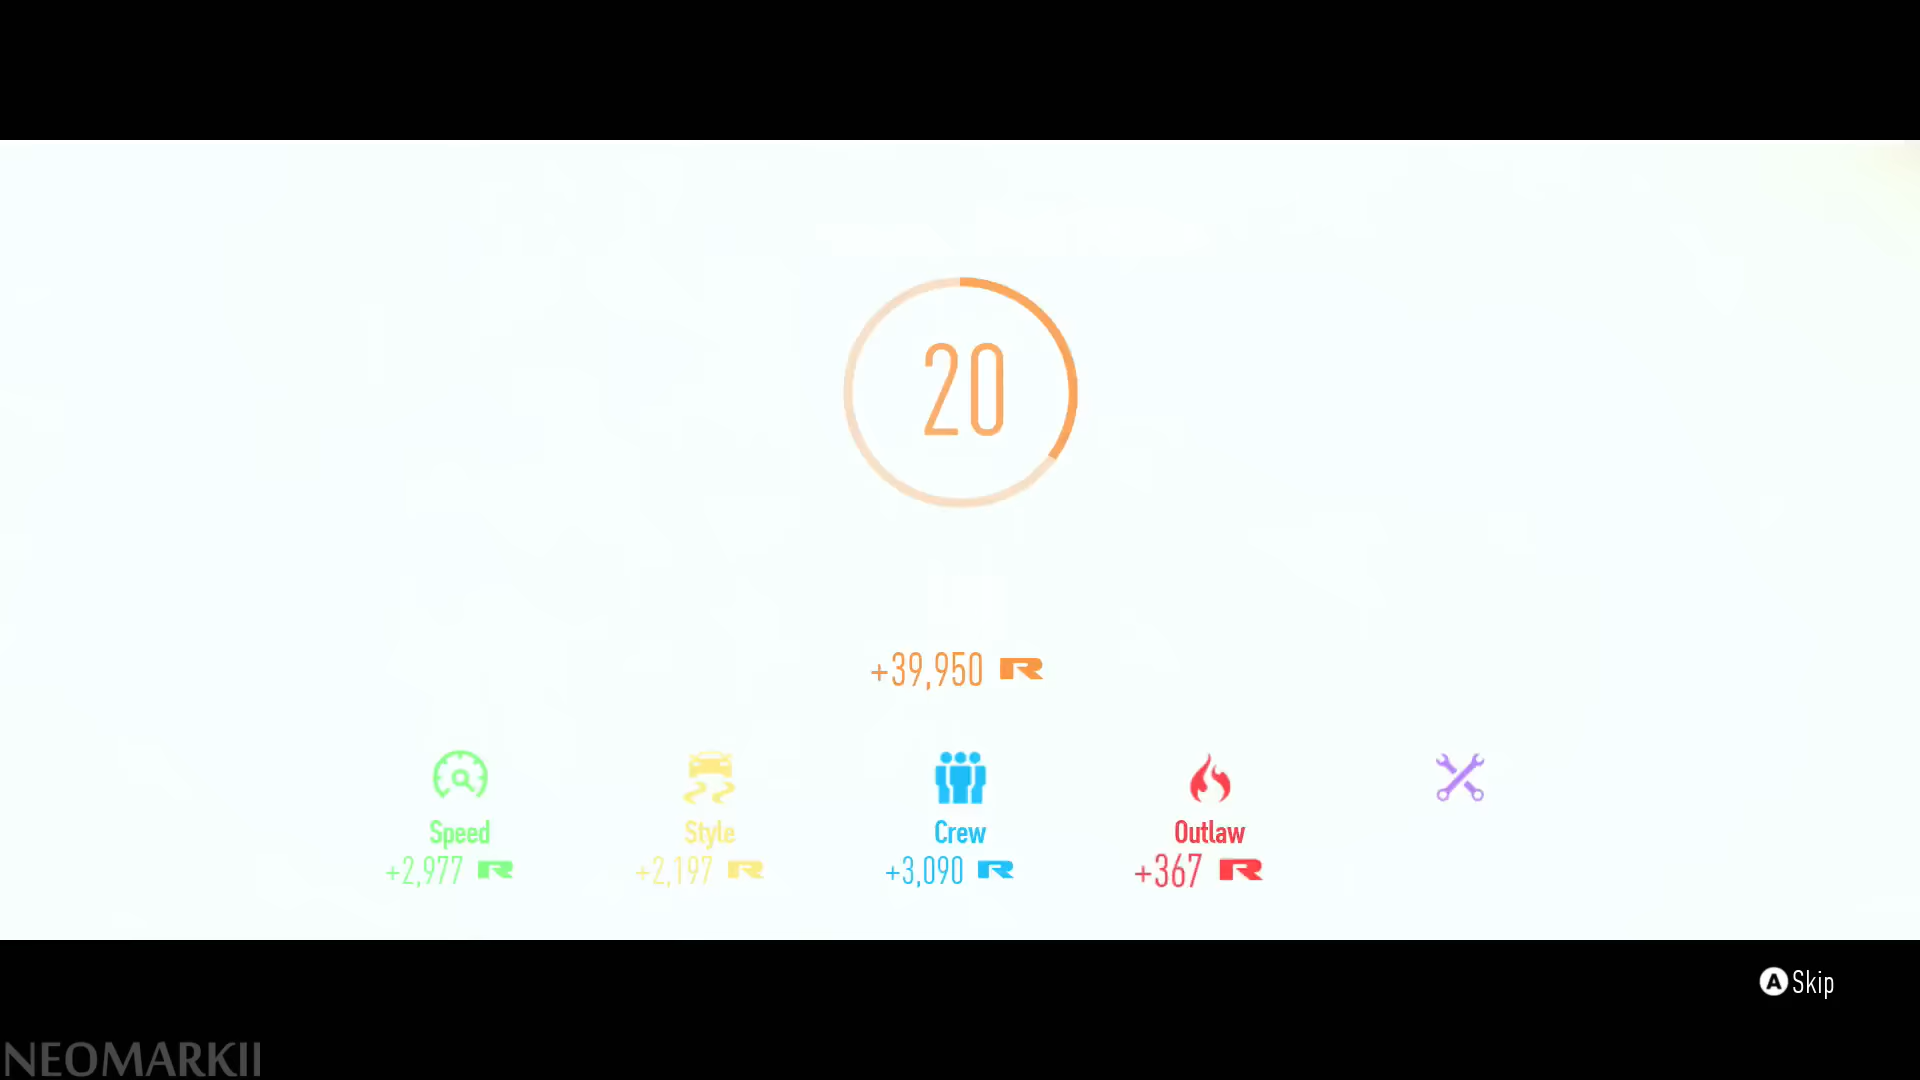 20
+39,950 R
Speed Style Crew Outlaw
+2,977 R +2,197 R +3,090 R +367 R
A Skip
NEOMARKII